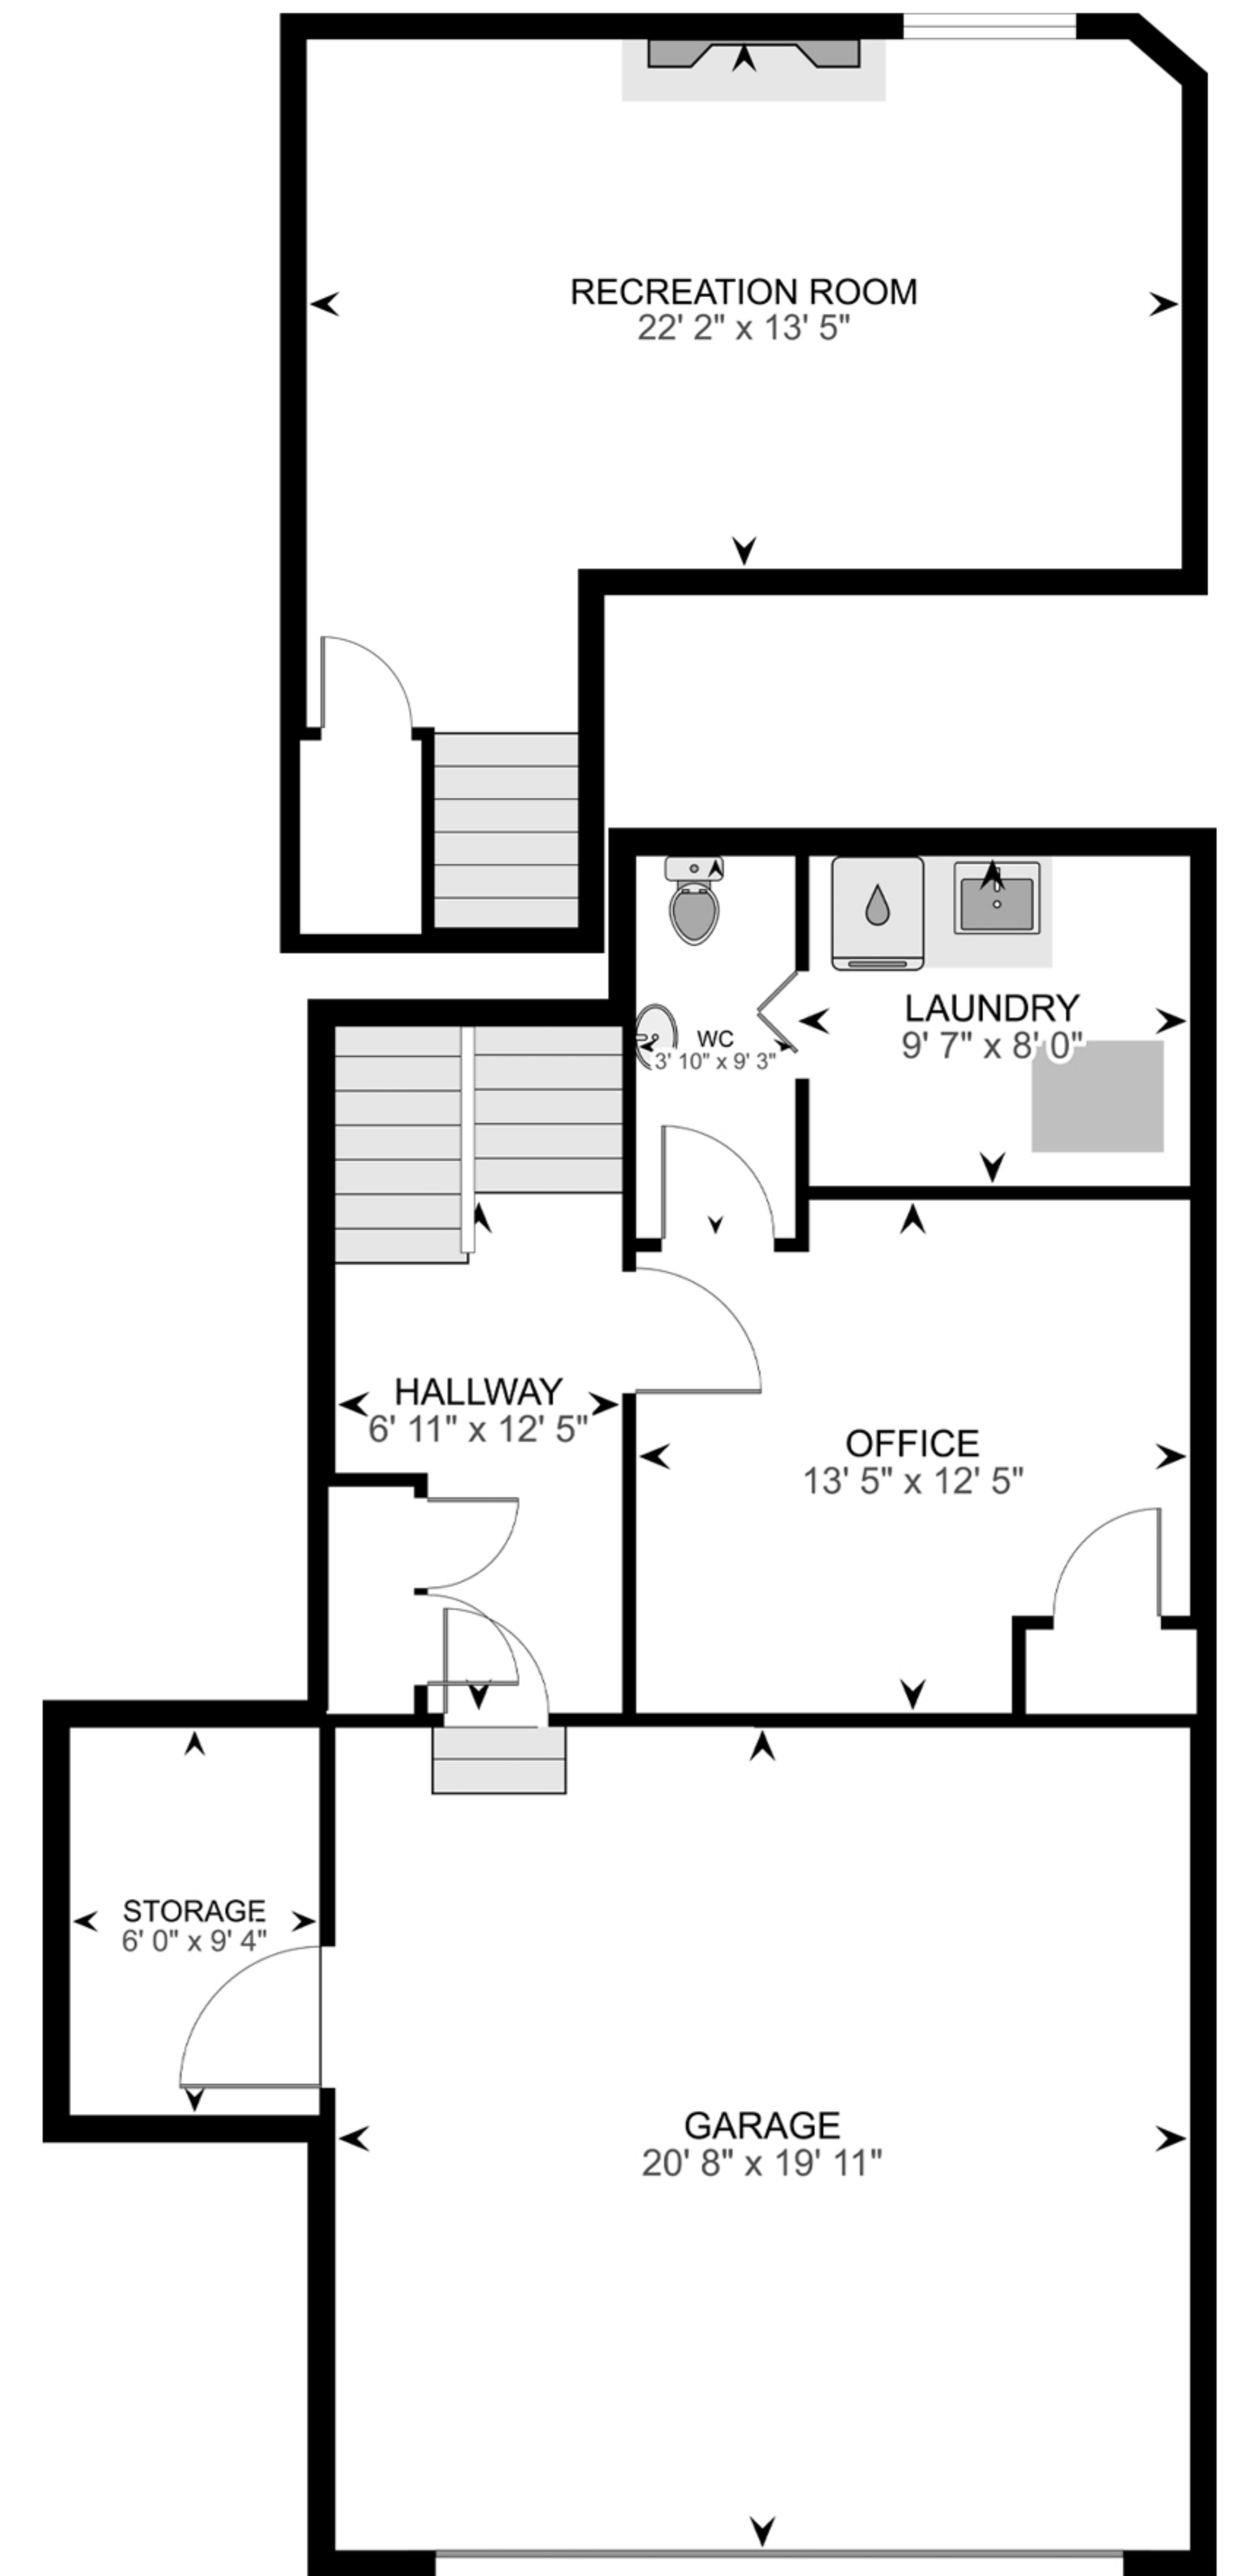 RECREATION ROOM
22' 2" x 13' 5"
LAUNDRY
9' 7" x 8' 0"
WC
3' 10" x 9' 3"
HALLWAY
6' 11" x 12' 5"
OFFICE
13' 5" x 12' 5"
STORAGE
6' 0" x 9' 4"
GARAGE
20' 8" x 19' 11"